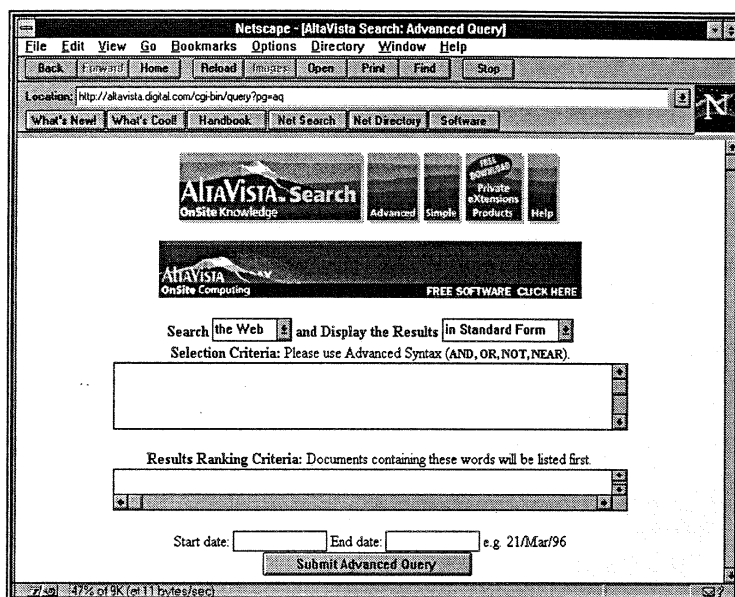 Netscape - [AltaVista Search: Advanced Query]
File Edit View Go Bookmarks Options Directory Window Help
Back Forward Home Reload Images Open Print Find Stop
Location: http://altavista.digital.com/cgi-bin/query?pg=aq
N
What's New! What's Cool! Handbook Net Search Net Directory Software
ALTAVISTA Search
OnSite Knowledge
Advanced
Simple
FREE DOWNLOAD
Private eXtensions Products
Help
ALTAVISTA
OnSite Computing
FREE SOFTWARE CLICK HERE
Search the Web and Display the Results in Standard Form
Selection Criteria: Please use Advanced Syntax (AND, OR, NOT, NEAR).
Results Ranking Criteria: Documents containing these words will be listed first.
Start date: End date: e.g. 21/Mar/96
Submit Advanced Query
47% of 9K (at 11 bytes/sec)